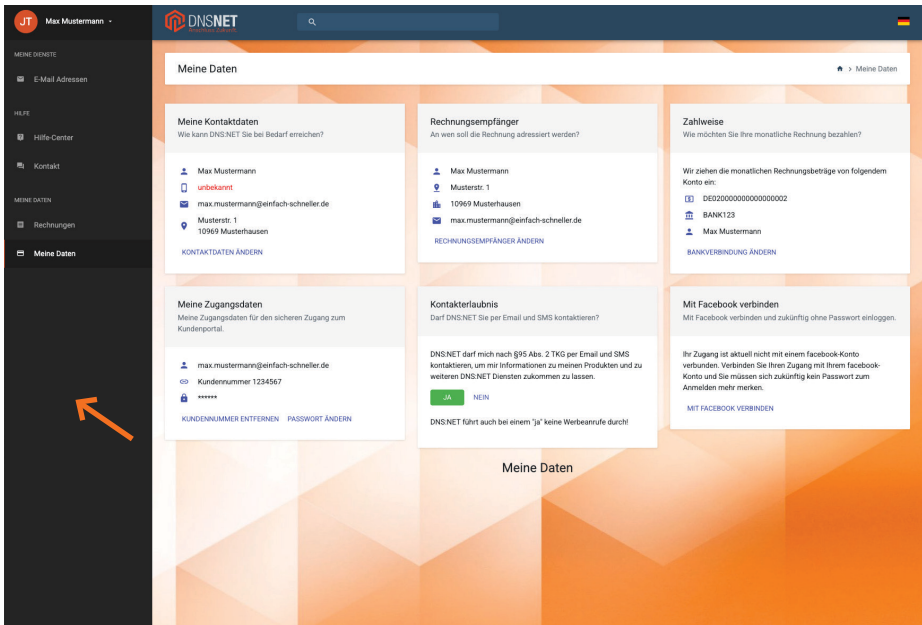 JT
Max Mustermann
DNSNET
Anschluss Zukunft
MEINE DIENSTE
E-Mail Adressen
HILFE
Hilfe-Center
Kontakt
MEINE DATEN
Rechnungen
Meine Daten
Meine Daten
> Meine Daten
Meine Kontaktdaten
Wie kann DNS:NET Sie bei Bedarf erreichen?
Max Mustermann
unbekannt
max.mustermann@einfach-schneller.de
Musterstr. 1
10969 Musterhausen
KONTAKTDATEN ÄNDERN
Rechnungsempfänger
An wen soll die Rechnung adressiert werden?
Max Mustermann
Musterstr. 1
10969 Musterhausen
max.mustermann@einfach-schneller.de
RECHNUNGSEMPFÄNGER ÄNDERN
Zahlweise
Wie möchten Sie Ihre monatliche Rechnung bezahlen?
Wir ziehen die monatlichen Rechnungsbeträge von folgendem
Konto ein:
DE02000000000000000002
BANK123
Max Mustermann
BANKVERBINDUNG ÄNDERN
Meine Zugangsdaten
Meine Zugangsdaten für den sicheren Zugang zum
Kundenportal.
max.mustermann@einfach-schneller.de
Kundennummer 1234567
******
KUNDENNUMMER ENTFERNEN PASSWORT ÄNDERN
Kontakterlaubnis
Darf DNS:NET Sie per Email und SMS kontaktieren?
DNS:NET darf mich nach §95 Abs. 2 TKG per Email und SMS
kontaktieren, um mir Informationen zu meinen Produkten und zu
weiteren DNS:NET Diensten zukommen zu lassen.
JA NEIN
DNS:NET führt auch bei einem "ja" keine Werbeanrufe durch!
Mit Facebook verbinden
Mit Facebook verbinden und zukünftig ohne Passwort einloggen.
Ihr Zugang ist aktuell nicht mit einem facebook-Konto
verbunden. Verbinden Sie Ihren Zugang mit Ihrem facebook-
Konto und Sie müssen sich zukünftig kein Passwort zum
Anmelden mehr merken.
MIT FACEBOOK VERBINDEN
Meine Daten